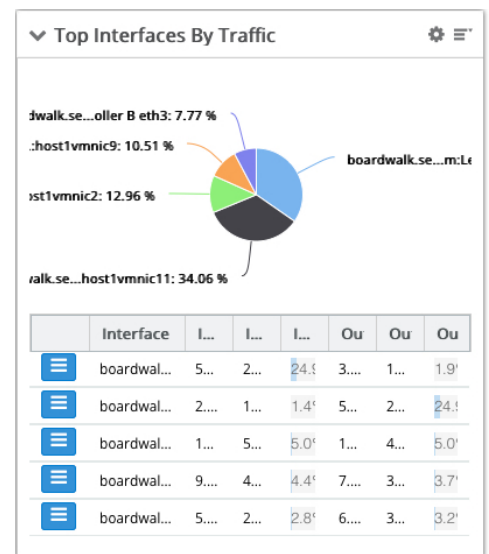 Top Interfaces By Traffic
dwalk.se...oller B eth3: 7.77 %
.:host1vmnic9: 10.51 %
boardwalk.se...m:Le
ost1vmnic2: 12.96 %
walk.se...host1vmnic11: 34.06 %
Interface I... I... I... Ou Ou Ou
boardwal... 5... 2... 24.9 3.... 1... 1.9
boardwal... 2.... 1... 1.4 5... 2... 24.
boardwal... 1... 5... 5.0 1... 4... 5.0
boardwal... 9.... 4... 4.4 7.... 3... 3.7
boardwal... 5.... 2... 2.8 6.... 3... 3.2